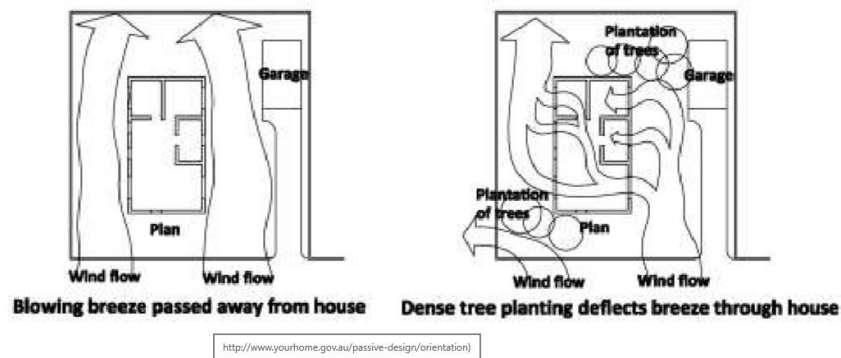 Garage
Plan
Wind flow
Wind flow
Blowing breeze passed away from house
Plantation
of trees
Garage
Plantation
of trees
Plan
Wind flow
Wind flow
Dense tree planting deflects breeze through house
http://www.yourhome.gov.au/passive-design/orientation)